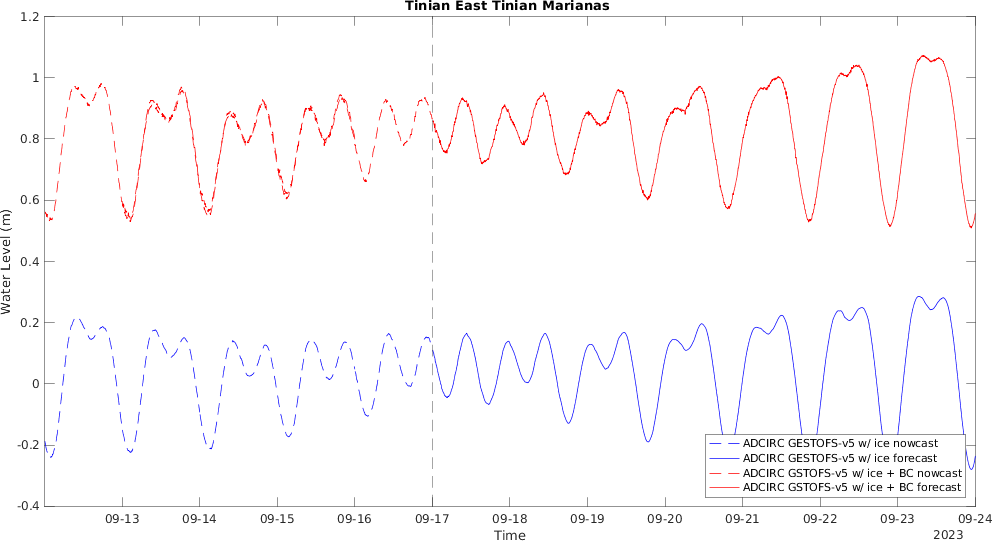 Tinian East Tinian Marianas
1.2
1
0.8
0.6
0.4
0.2
0
-0.2
-0.4
Water Level (m)
ADCIRC GESTOFS-v5 w/ ice nowcast
ADCIRC GESTOFS-v5 w/ ice forecast
ADCIRC GSTOFS-v5 w/ ice + BC nowcast
ADCIRC GSTOFS-v5 w/ ice + BC forecast
09-13 09-14 09-15 09-16 09-17 09-18 09-19 09-20 09-21 09-22 09-23 09-24
Time
2023